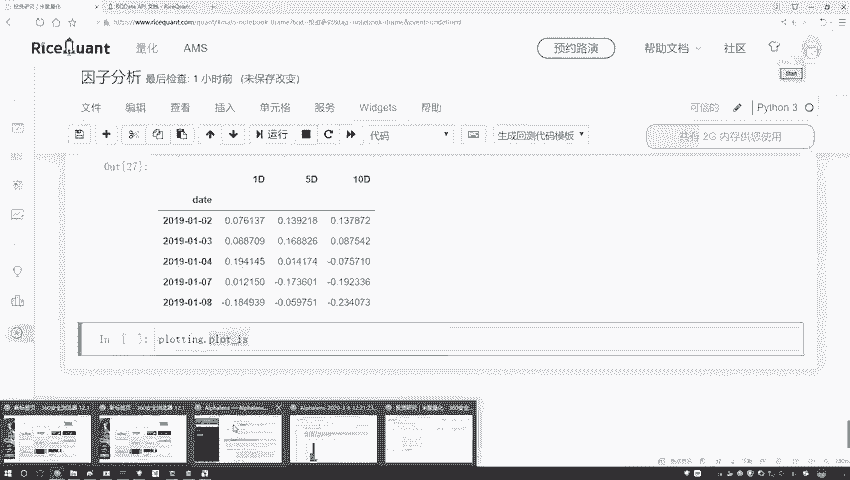 RiceQuant 量化 AMS 预约路演 帮助文档 社区
因子分析 最后检查: 1 小时前 (未保存改变)
Start
文件 编辑 查看 插入 单元格 服务 Widgets 帮助 可信的 Python 3
运行 代码 生成回测代码模板 共有 2G 内存供您使用
Out[27]:
1D 5D 10D
date
2019-01-02 0.076137 0.139218 0.137872
2019-01-03 0.088709 0.168826 0.087542
2019-01-04 0.194145 0.014174 -0.075710
2019-01-07 0.012150 -0.173601 -0.192336
2019-01-08 -0.184939 -0.059751 -0.234073
In [ ]: plotting.plot_is